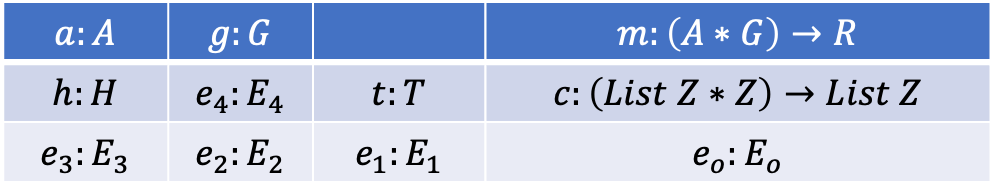 a: A g: G m: (A * G) → R
h: H e₄: E₄ t: T c: (List Z * Z) → List Z
e₃: E₃ e₂: E₂ e₁: E₁ eₒ: Eₒ